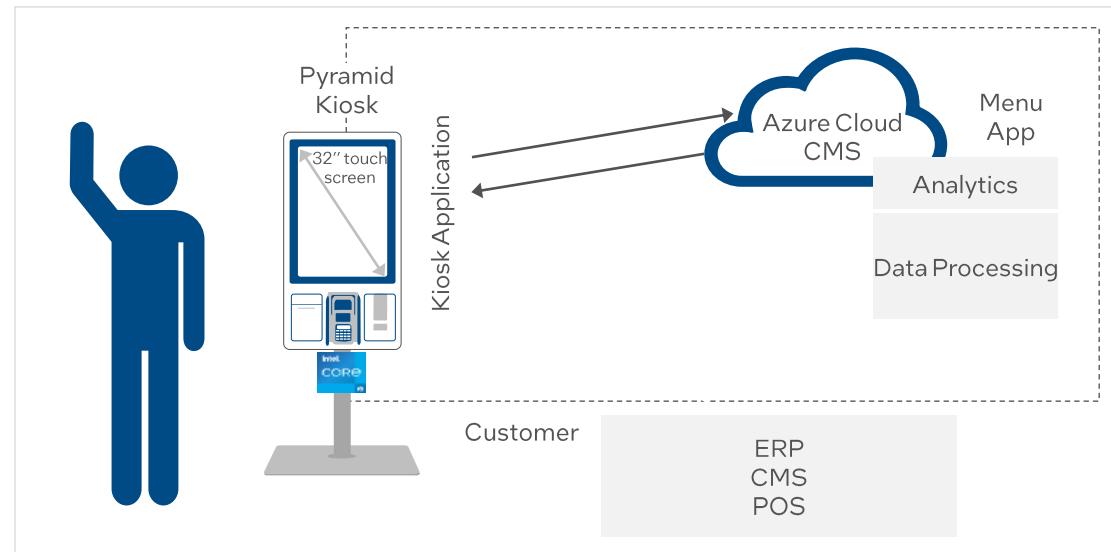 Pyramid
Kiosk
32” touch
screen
Kiosk Application
Azure Cloud
CMS
Menu
App
Analytics
Data Processing
intel.
CORE
Customer
ERP
CMS
POS